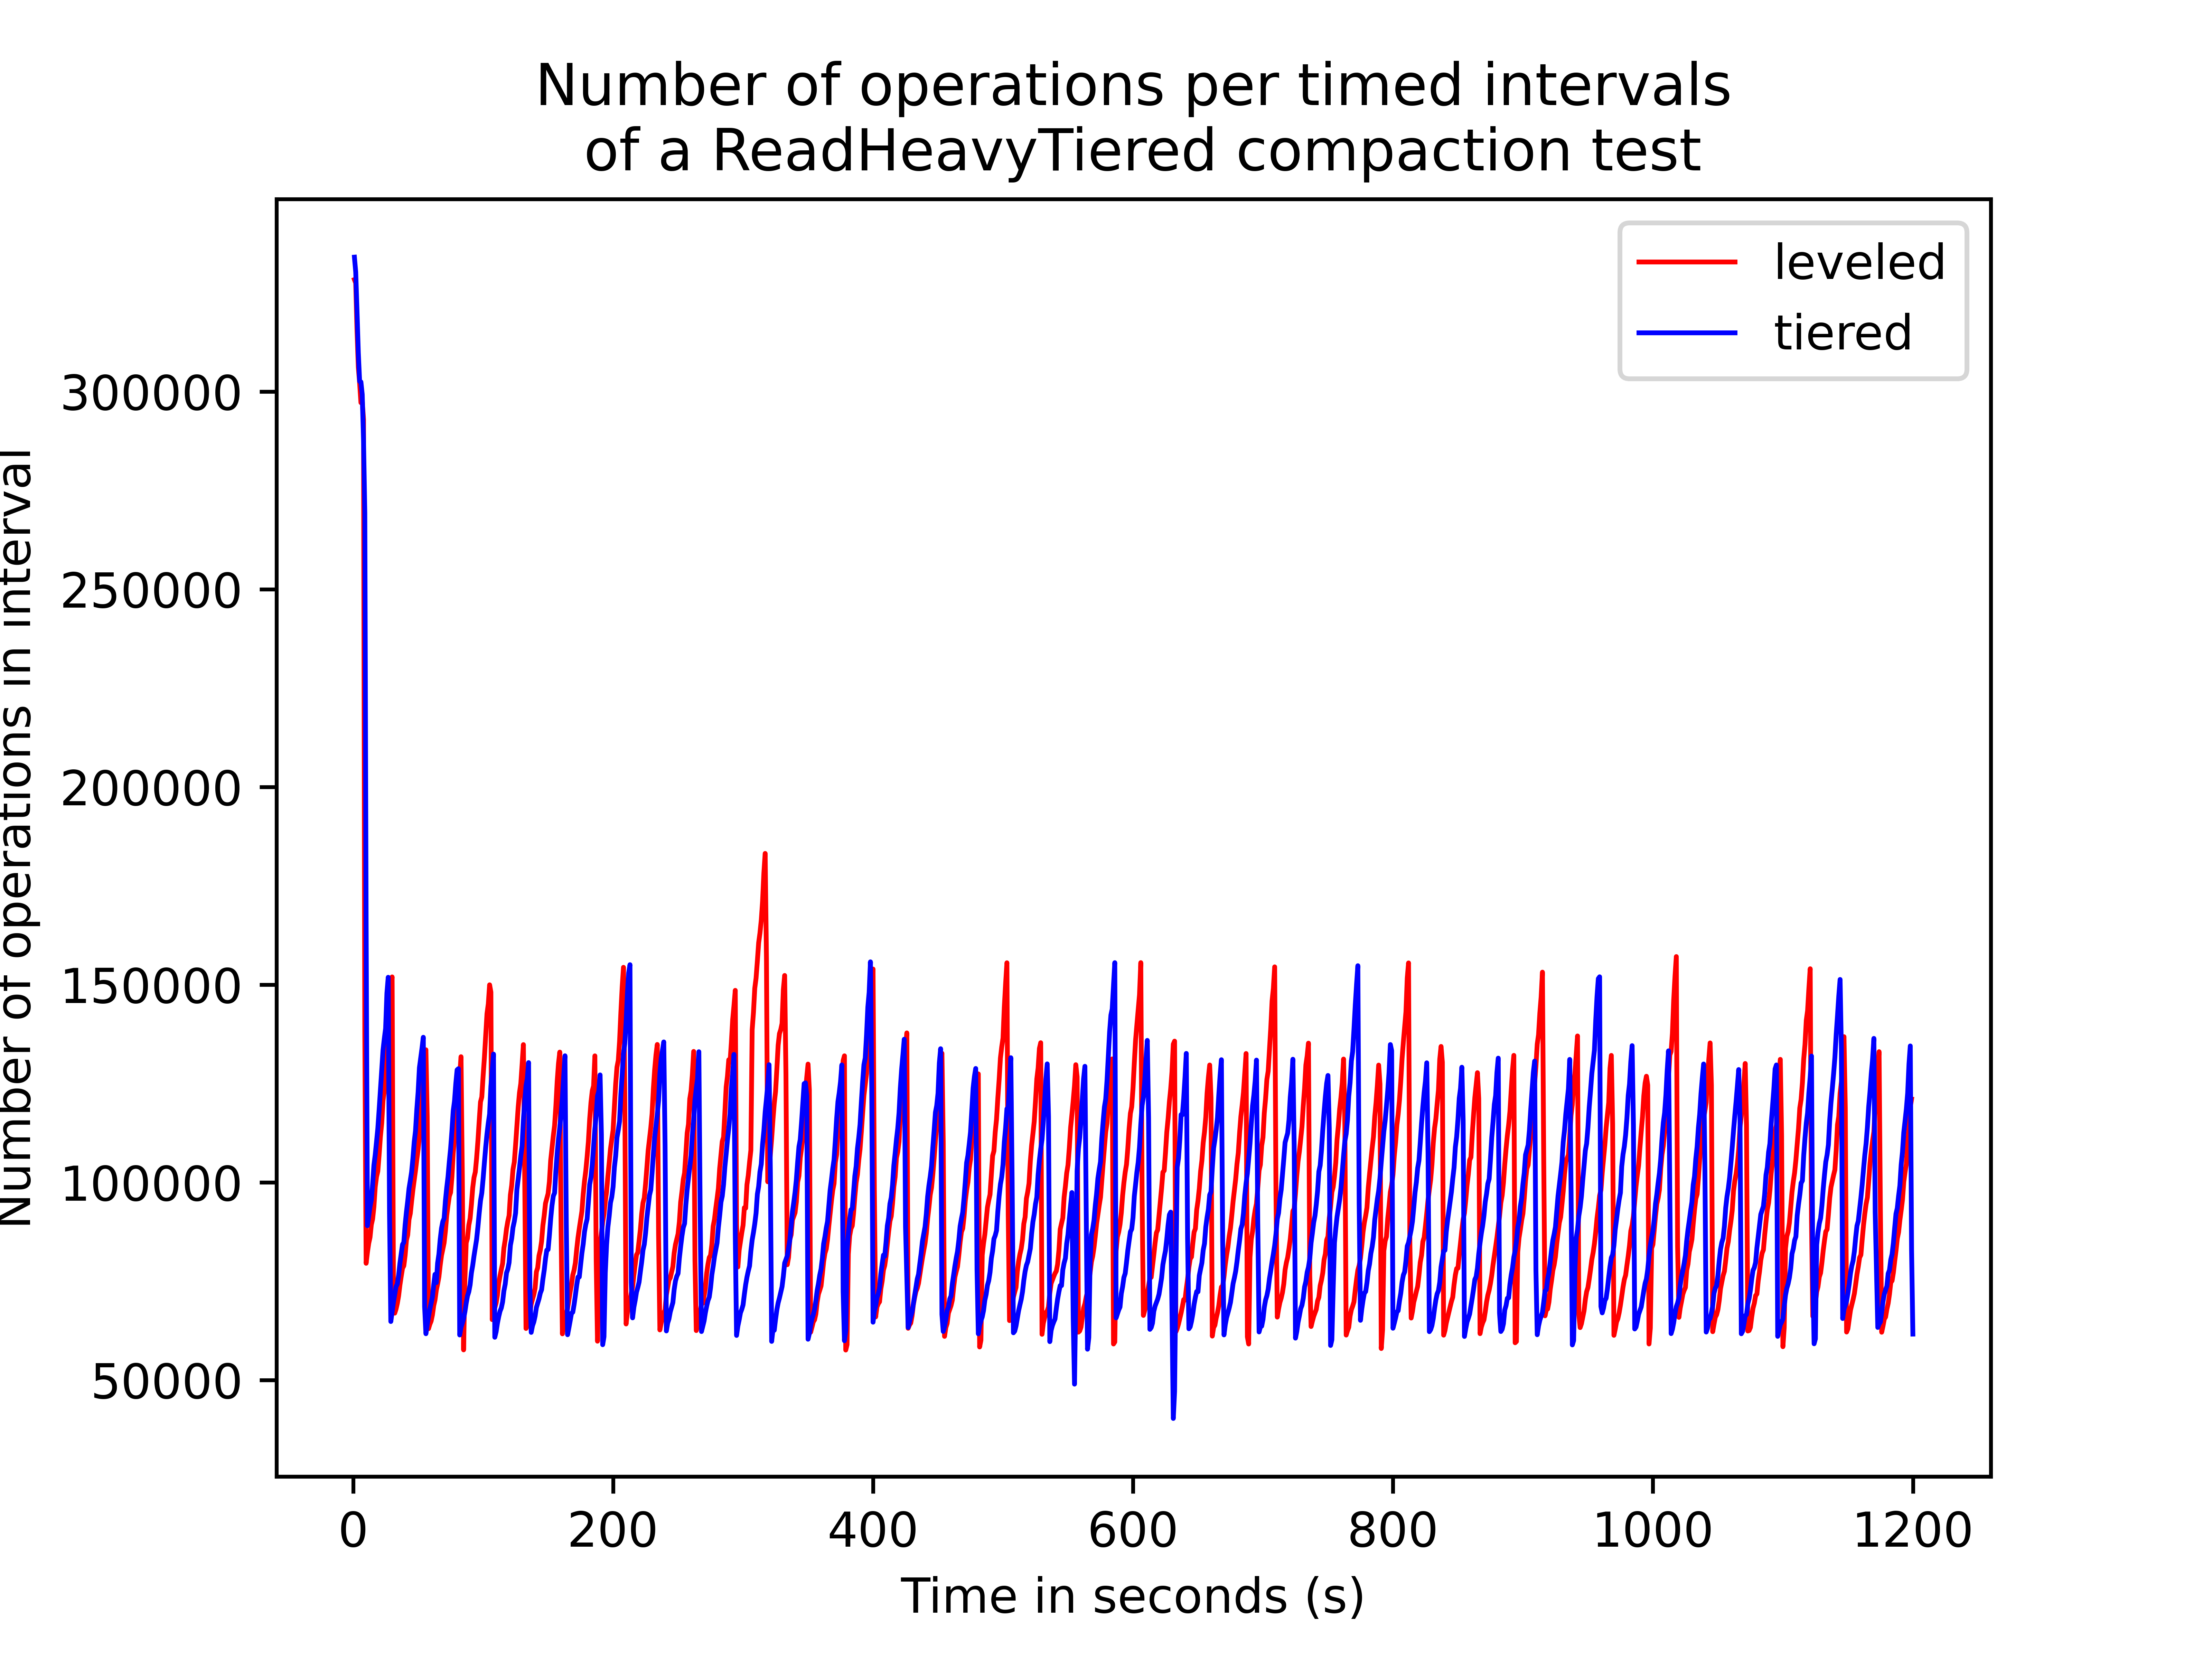 Number of operations per timed intervals
of a ReadHeavyTiered compaction test
leveled
tiered
Number of operations in interval
300000
250000
200000
150000
100000
50000
0
200
400
600
800
1000
1200
Time in seconds (s)